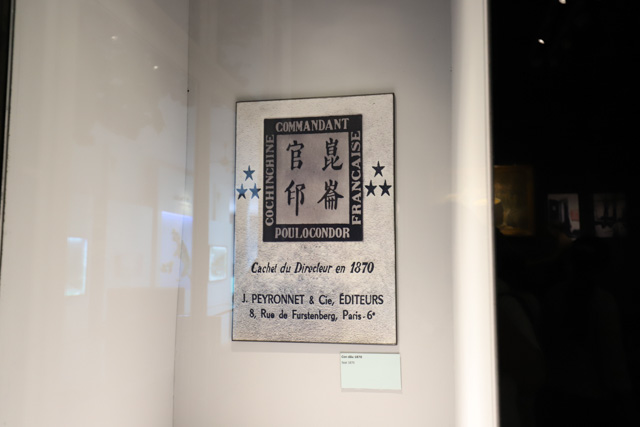 COMMANDANT
COCHINCHINE
崑崙
官印
FRANCAISE
POULOCONDOR
Cachet du Directeur en 1870
J. PEYRONNET & Cie, ÉDITEURS
8, Rue de Furstenberg, Paris-6e